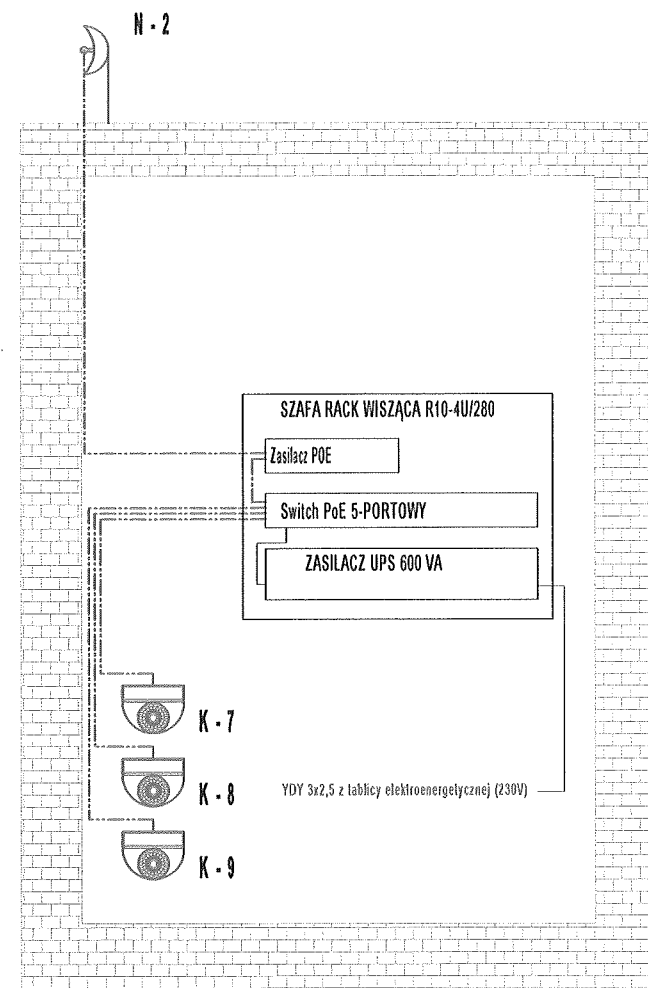 N - 2
SZAFA RACK WISZĄCA R10-4U/280
Zasilacz POE
Switch PoE 5-PORTOWY
ZASILACZ UPS 600 VA
K - 7
K - 8
YDY 3x2,5 z tablicy elektroenergetycznej (230V)
K - 9